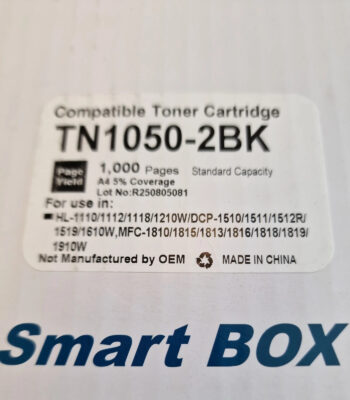 Compatible Toner Cartridge
TN1050-2BK
Page Yield
1,000 Pages Standard Capacity
A4 5% Coverage
Lot No:R250805081
For use in:
HL-1110/1112/1118/1210W/DCP-1510/1511/1512R/
1519/1610W,MFC-1810/1815/1813/1816/1818/1819/
1910W
Not Manufactured by OEM MADE IN CHINA
Smart BOX